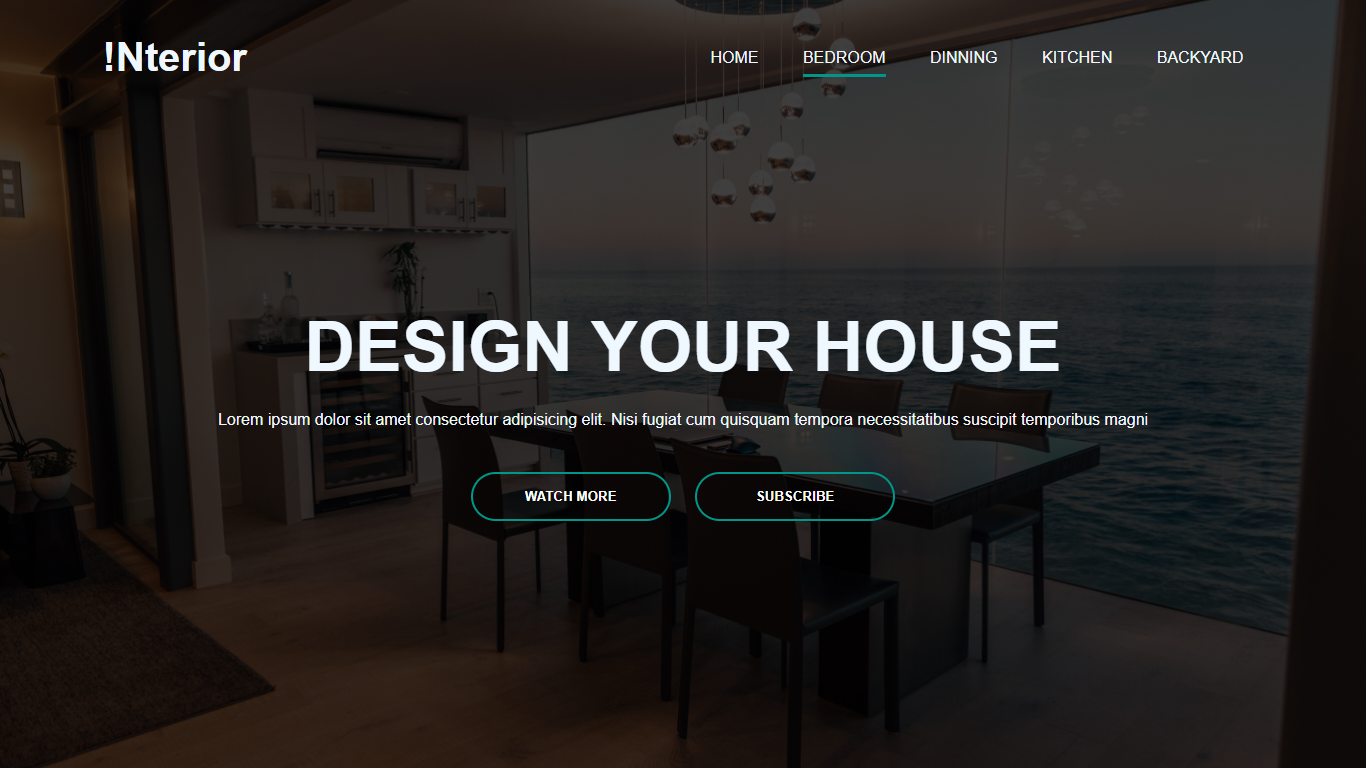 !Nterior
HOME BEDROOM DINNING KITCHEN BACKYARD
DESIGN YOUR HOUSE
Lorem ipsum dolor sit amet consectetur adipisicing elit. Nisi fugiat cum quisquam tempora necessitatibus suscipit temporibus magni
WATCH MORE SUBSCRIBE